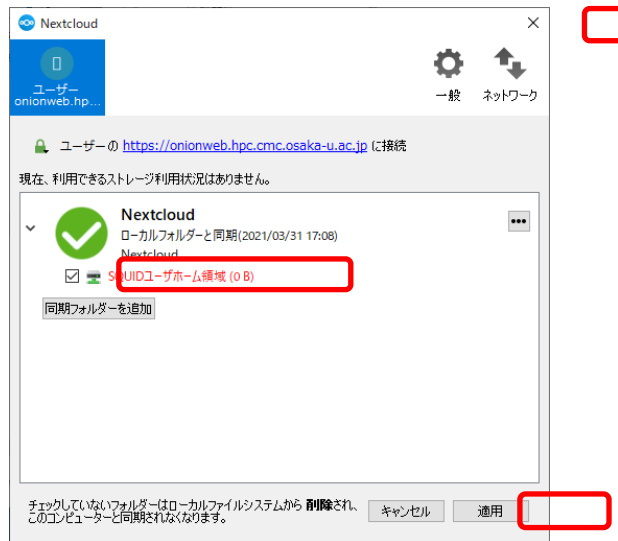 Nextcloud
ユーザー
onionweb.hp...
一般
ネットワーク
ユーザーの https://onionweb.hpc.cmc.osaka-u.ac.jp に接続
現在、利用できるストレージ利用状況はありません。
Nextcloud
ローカルフォルダーと同期(2021/03/31 17:08)
Nextcloud
SQUIDユーザホーム領域 (0 B)
同期フォルダーを追加
チェックしていないフォルダーはローカルファイルシステムから 削除され、
このコンピューターと同期されなくなります。
キャンセル
適用